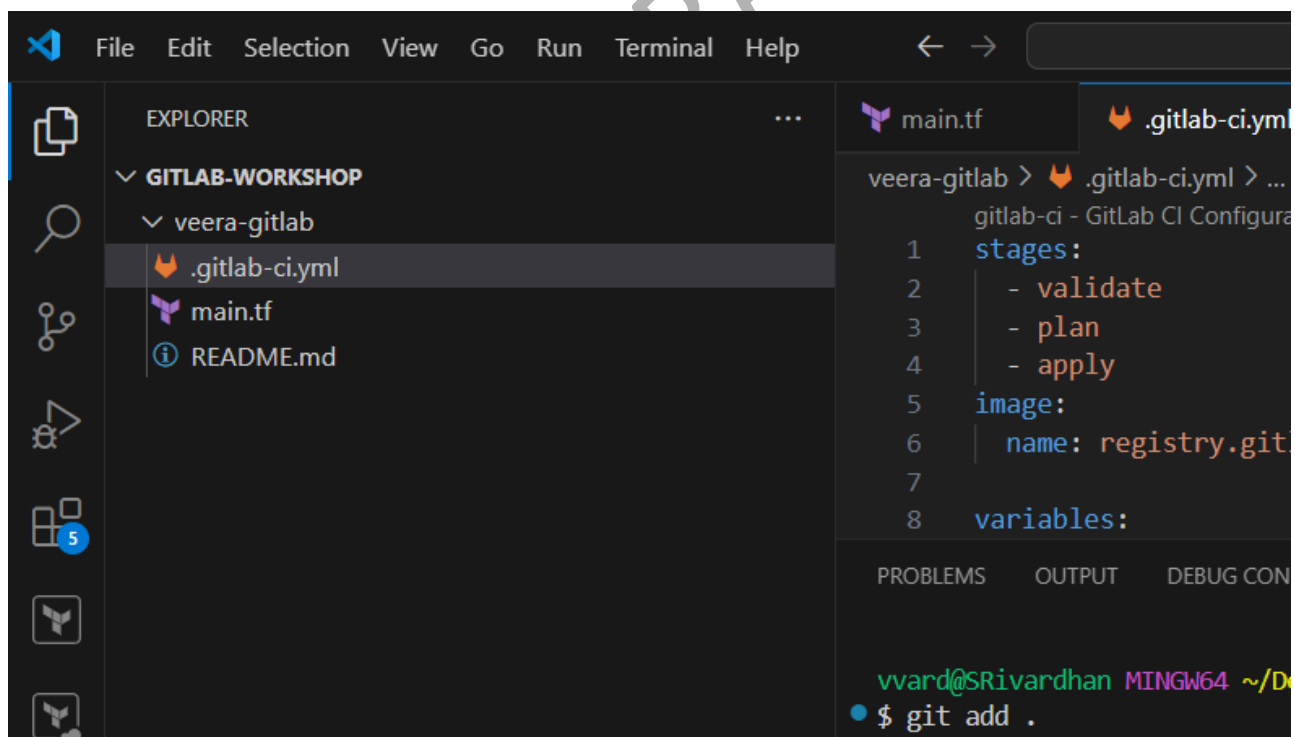 File Edit Selection View Go Run Terminal Help
EXPLORER
GITLAB-WORKSHOP
veera-gitlab
.gitlab-ci.yml
main.tf
README.md
5
main.tf .gitlab-ci.yml
veera-gitlab > .gitlab-ci.yml > ...
gitlab-ci - GitLab CI Configura
1 stages:
2 - validate
3 - plan
4 - apply
5 image:
6 name: registry.git
7
8 variables:
PROBLEMS OUTPUT DEBUG CON
vvard@SRivardhan MINGW64 ~/D
$ git add .